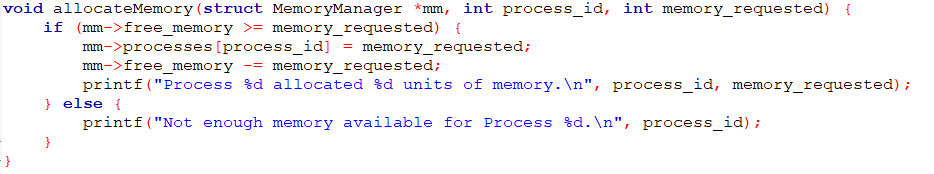 void allocateMemory(struct MemoryManager *mm, int process_id, int memory_requested) {
    if (mm->free_memory >= memory_requested) {
        mm->processes[process_id] = memory_requested;
        mm->free_memory -= memory_requested;
        printf("Process %d allocated %d units of memory.\n", process_id, memory_requested);
    } else {
        printf("Not enough memory available for Process %d.\n", process_id);
    }
}